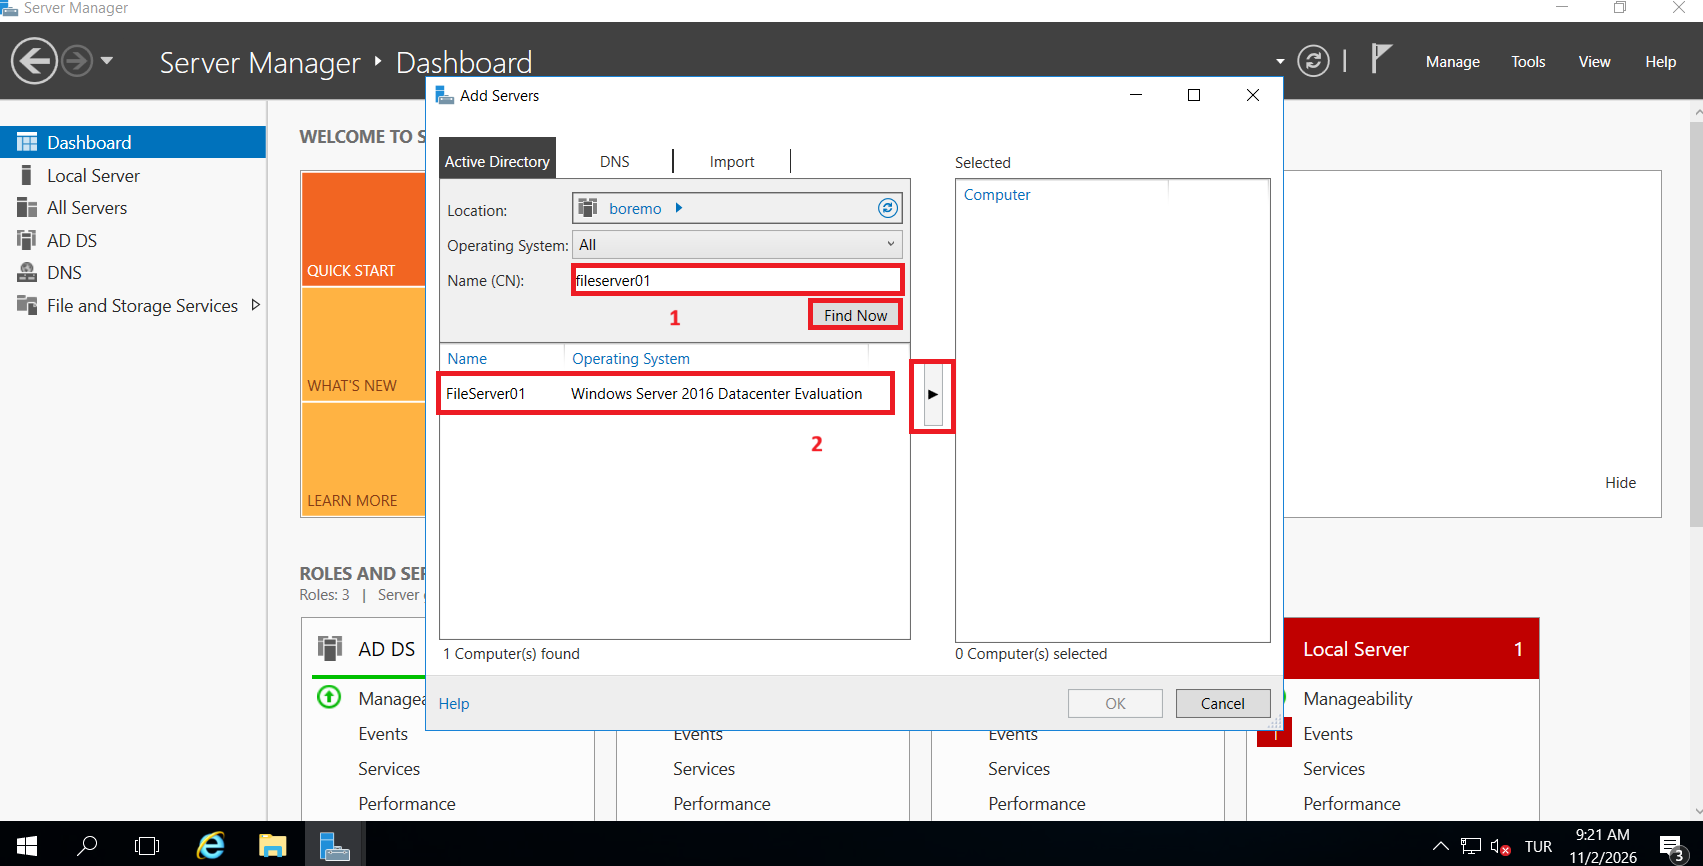 Server Manager
Server Manager ‣ Dashboard
Manage Tools View Help
Dashboard
Local Server
All Servers
AD DS
DNS
File and Storage Services
WELCOME TO S
QUICK START
WHAT'S NEW
LEARN MORE
Hide
ROLES AND SER
Roles: 3 | Server
AD DS
Managea
Events
Services
Performance
Events
Services
Performance
Events
Services
Performance
Local Server 1
Manageability
Events
Services
Performance
Add Servers
Active Directory DNS Import
Location: boremo
Operating System: All
Name (CN): fileserver01
1
Find Now
Name Operating System
FileServer01 Windows Server 2016 Datacenter Evaluation
2
1 Computer(s) found
Selected
Computer
0 Computer(s) selected
Help OK Cancel
TUR
9:21 AM
11/2/2026
3